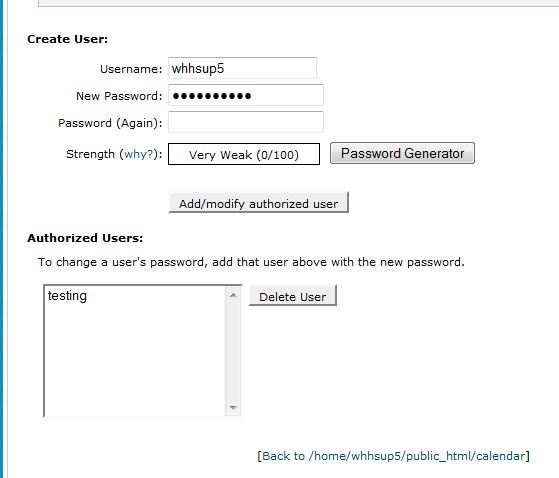 Create User:
Username: whhsup5
New Password: ●●●●●●●●●●
Password (Again):
Strength (why?): Very Weak (0/100) Password Generator
Add/modify authorized user
Authorized Users:
To change a user's password, add that user above with the new password.
testing Delete User
[Back to /home/whhsup5/public_html/calendar]